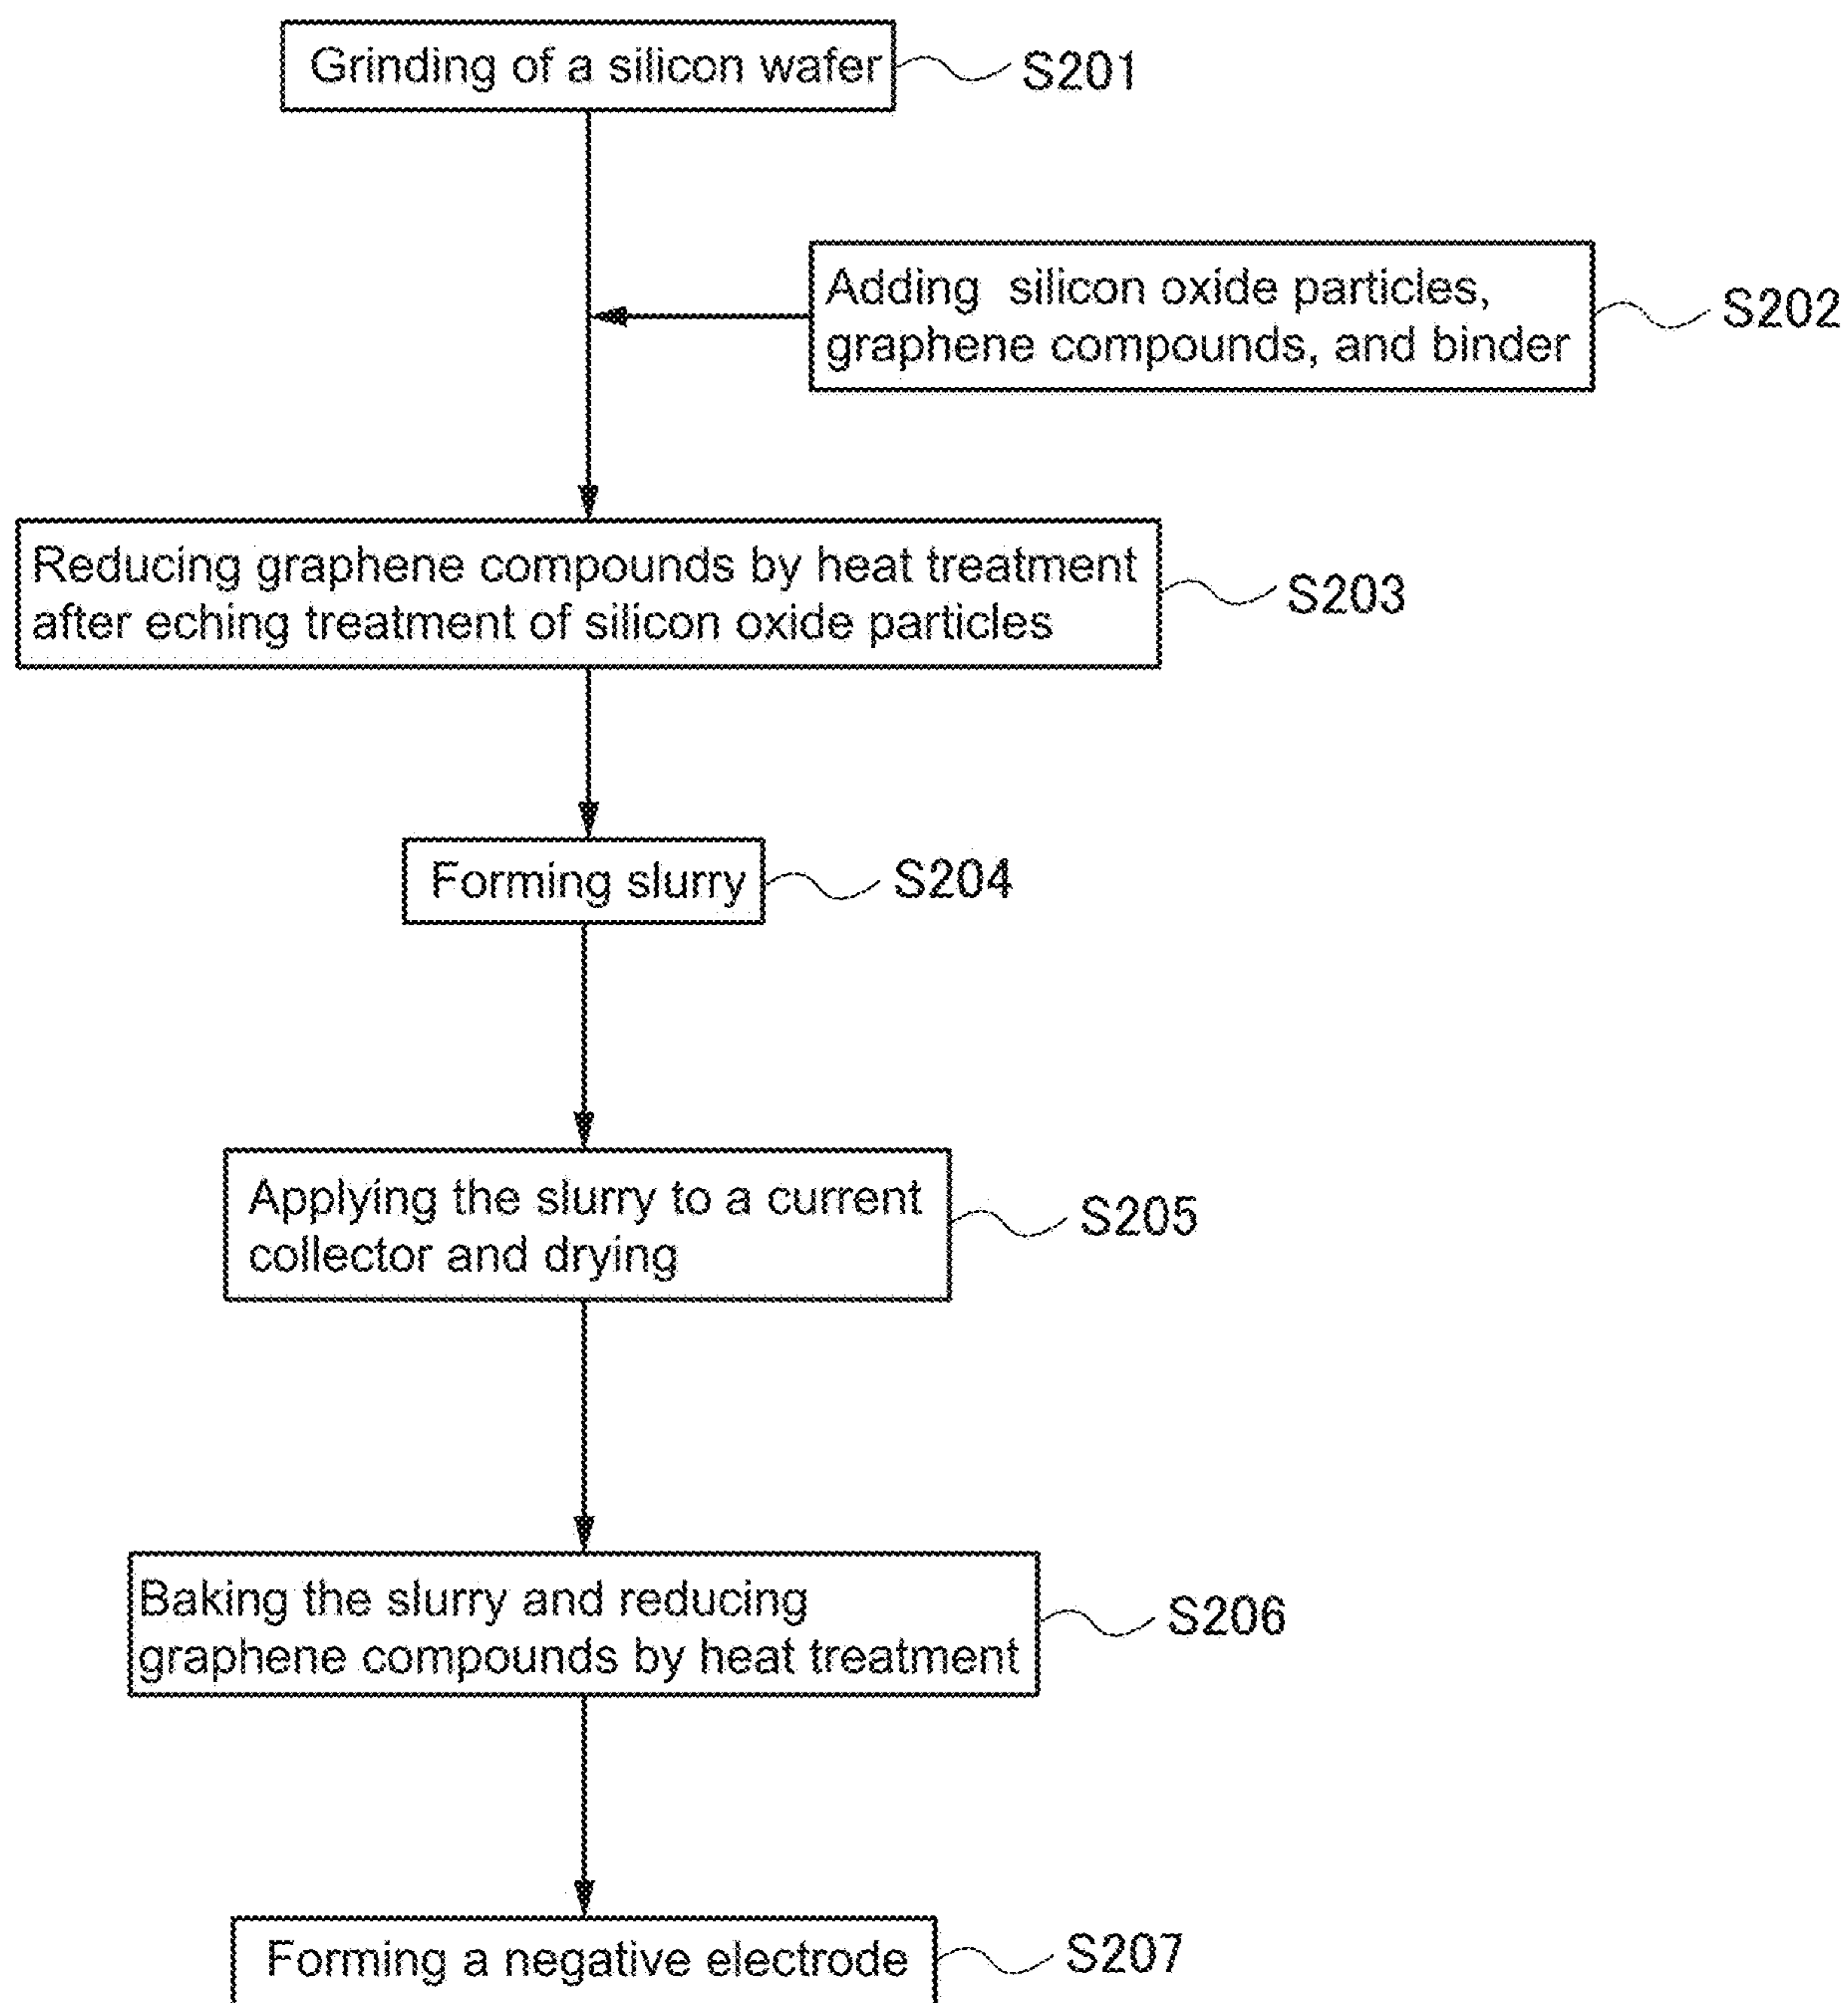 Grinding of a silicon wafer
S201
Adding silicon oxide particles,
graphene compounds, and binder
S202
Reducing graphene compounds by heat treatment
after eching treatment of silicon oxide particles
S203
Forming slurry
S204
Applying the slurry to a current
collector and drying
S205
Baking the slurry and reducing
graphene compounds by heat treatment
S206
Forming a negative electrode
S207